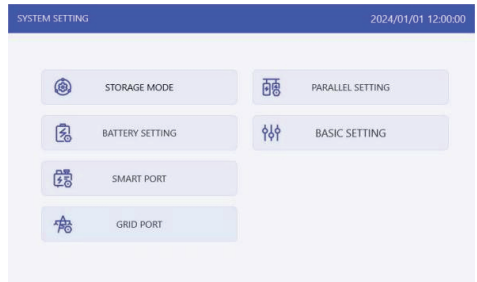 SYSTEM SETTING 2024/01/01 12:00:00
STORAGE MODE PARALLEL SETTING
BATTERY SETTING BASIC SETTING
SMART PORT
GRID PORT